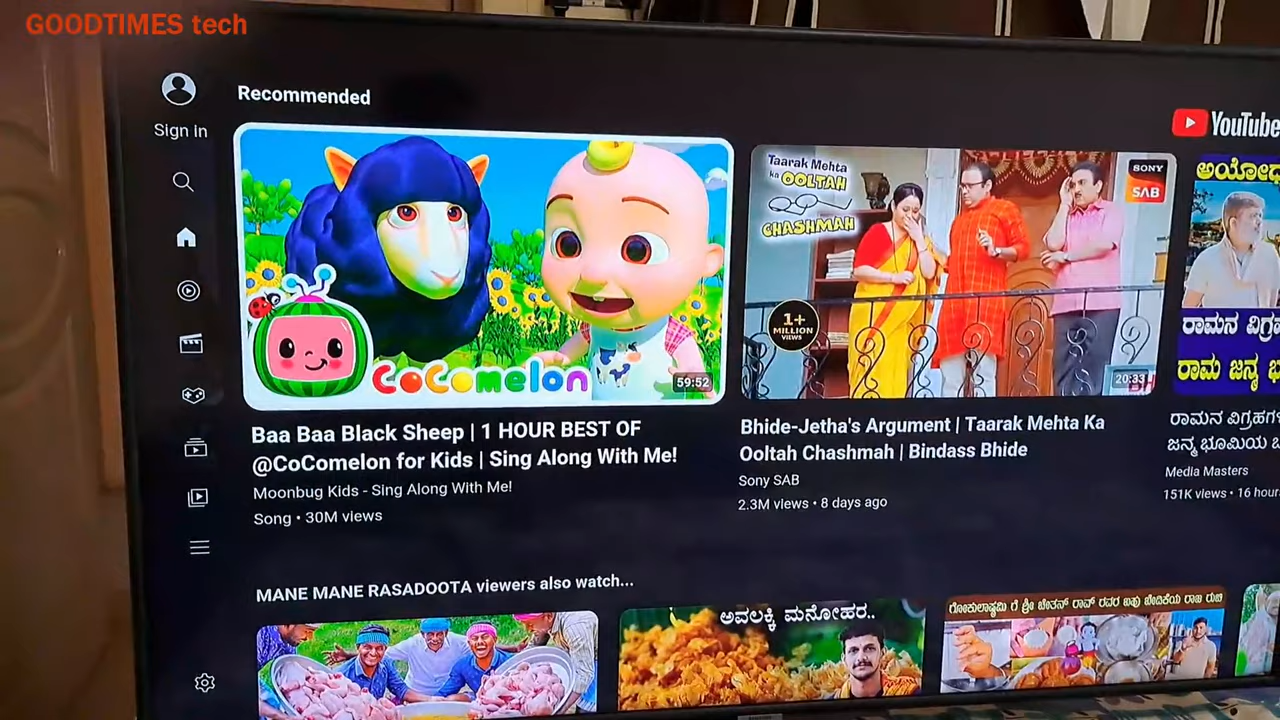 GOODTIMES tech
Sign in
Recommended
YouTube
CoComelon
59:52
Baa Baa Black Sheep | 1 HOUR BEST OF
@CoComelon for Kids | Sing Along With Me!
Moonbug Kids - Sing Along With Me!
Song • 30M views
Taarak Mehta
ka OOLTAH
CHASHMAH
SONY
SAB
1+
MILLION
VIEWS
20:33
Bhide-Jetha's Argument | Taarak Mehta Ka
Ooltah Chashmah | Bindass Bhide
Sony SAB
2.3M views • 8 days ago
ರಾಮನ
ರಾಮ ಜನ್ಮ
ರಾಮನ
ಜನ್ಮ ಭೂಮಿಯ
Media Masters
151K views • 16 hour
MANE MANE RASADOOTA viewers also watch...
ಅವಲಕ್ಕಿ ಮನೋಹರ..